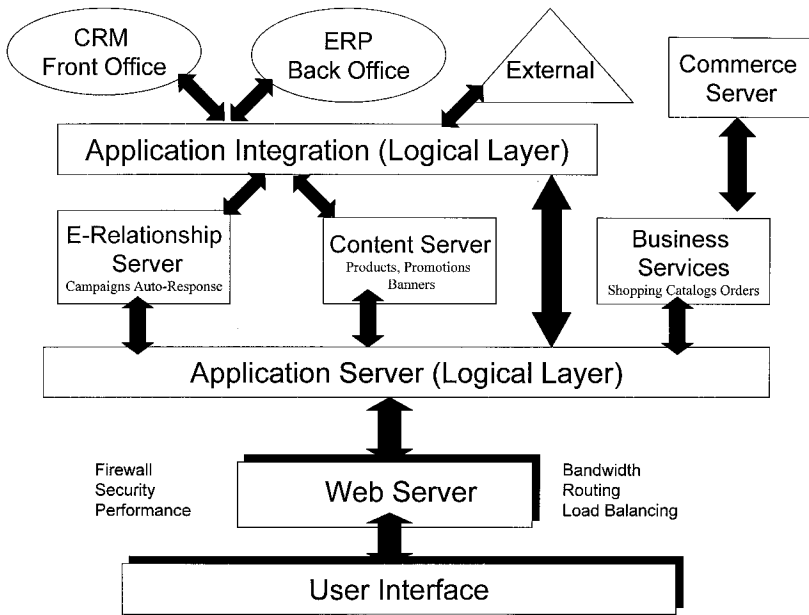 CRM
Front Office
ERP
Back Office
External
Commerce
Server
Application Integration (Logical Layer)
E-Relationship
Server
Campaigns Auto-Response
Content Server
Products, Promotions
Banners
Business
Services
Shopping Catalogs Orders
Application Server (Logical Layer)
Firewall
Security
Performance
Web Server
Bandwidth
Routing
Load Balancing
User Interface